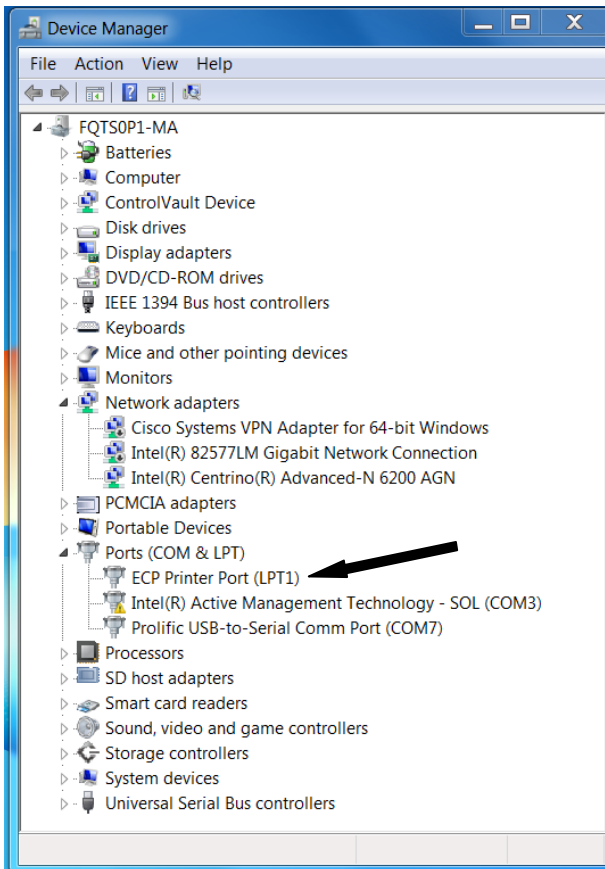 Device Manager
File Action View Help
FQTS0P1-MA
Batteries
Computer
ControlVault Device
Disk drives
Display adapters
DVD/CD-ROM drives
IEEE 1394 Bus host controllers
Keyboards
Mice and other pointing devices
Monitors
Network adapters
Cisco Systems VPN Adapter for 64-bit Windows
Intel(R) 82577LM Gigabit Network Connection
Intel(R) Centrino(R) Advanced-N 6200 AGN
PCMCIA adapters
Portable Devices
Ports (COM & LPT)
ECP Printer Port (LPT1)
Intel(R) Active Management Technology - SOL (COM3)
Prolific USB-to-Serial Comm Port (COM7)
Processors
SD host adapters
Smart card readers
Sound, video and game controllers
Storage controllers
System devices
Universal Serial Bus controllers